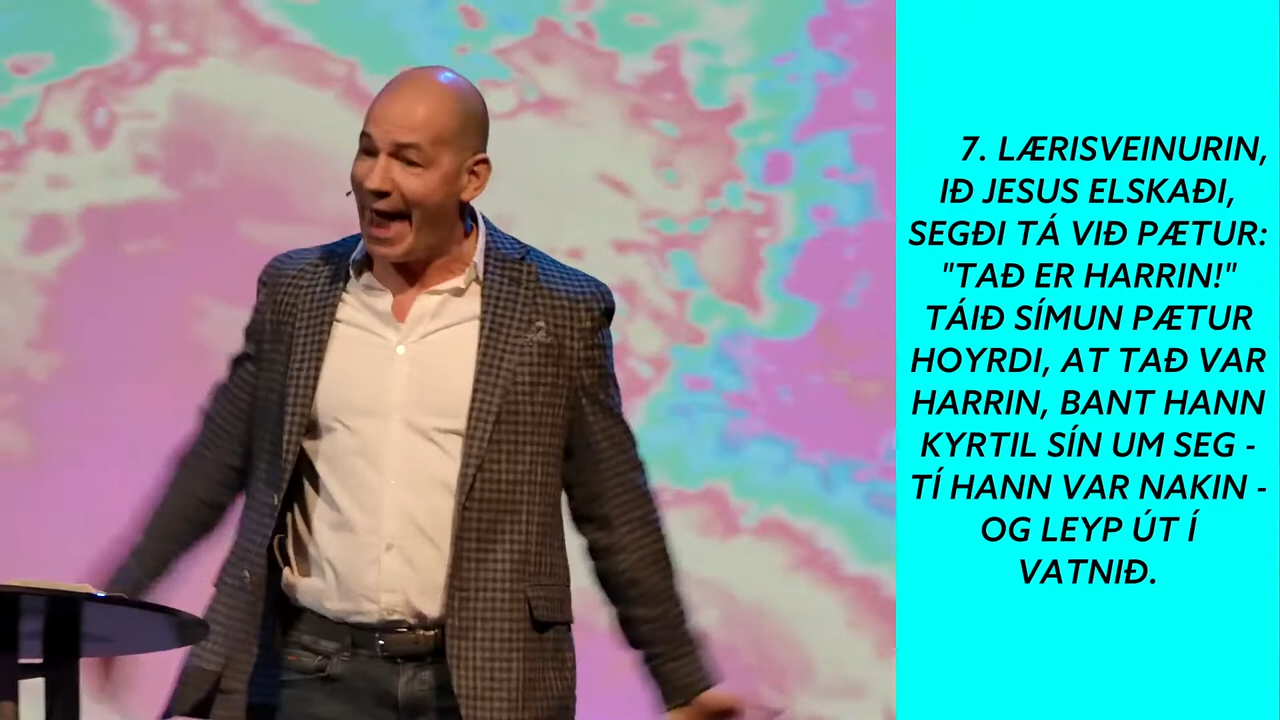 7. LÆRISVEINURIN,
IÐ JESUS ELSKAÐI,
SEGÐI TÁ VIÐ PÆTUR:
"TAÐ ER HARRIN!"
TÁIÐ SÍMUN PÆTUR
HOYRDI, AT TAÐ VAR
HARRIN, BANT HANN
KYRTIL SÍN UM SEG -
TÍ HANN VAR NAKIN -
OG LEYP ÚT Í
VATNIÐ.